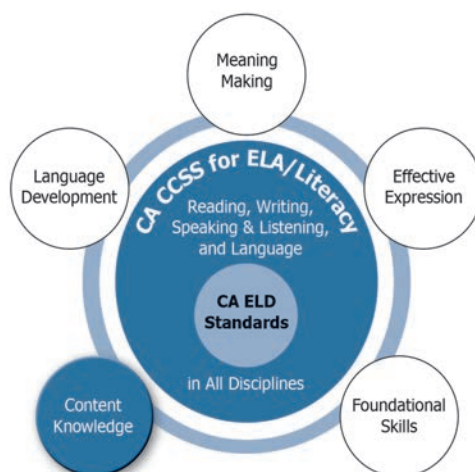 Meaning
Making
Language
Development
Effective
Expression
CA CCSS for ELA/Literacy
Reading, Writing,
Speaking & Listening,
and Language
CA ELD
Standards
in All Disciplines
Content
Knowledge
Foundational
Skills